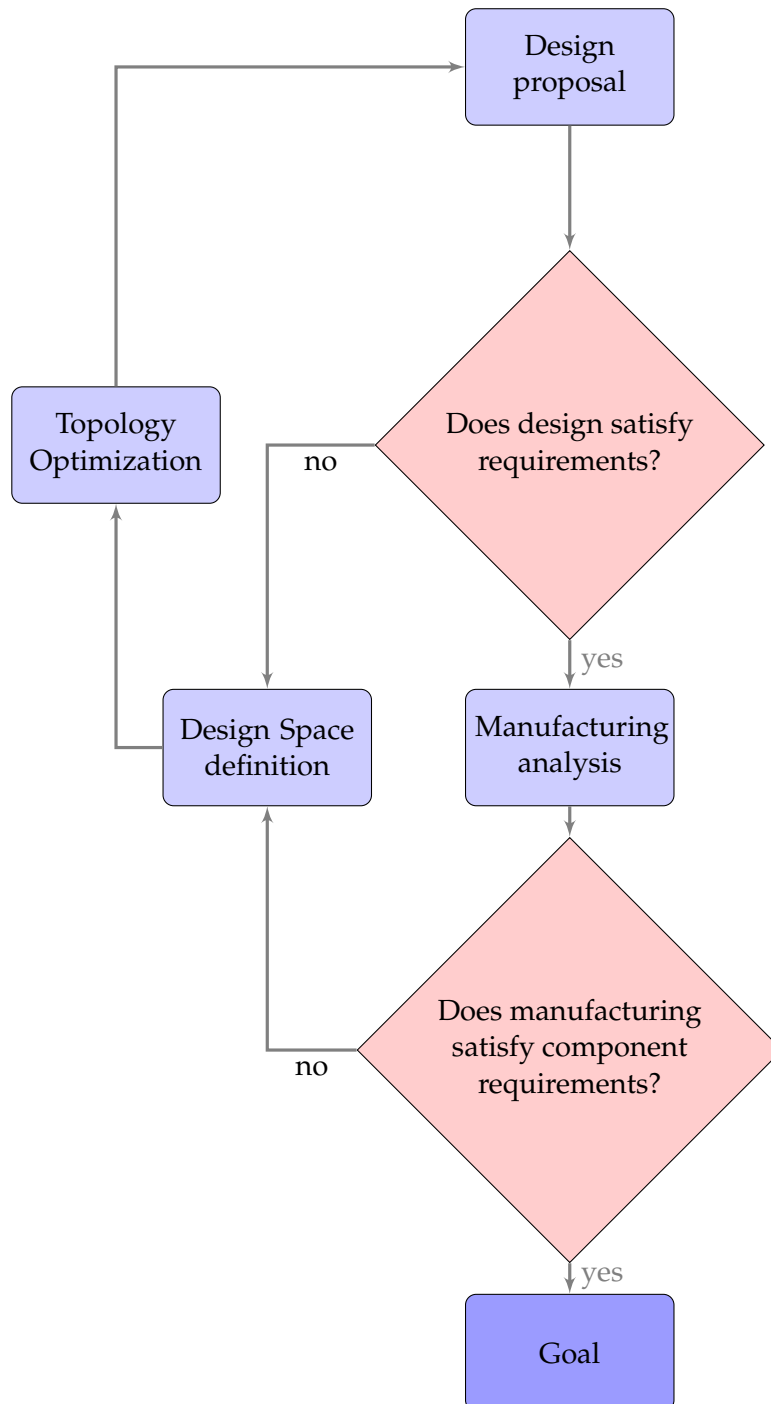 Design
proposal
Topology
Optimization
Does design satisfy
requirements?
no
yes
Design Space
definition
Manufacturing
analysis
Does manufacturing
satisfy component
requirements?
no
yes
Goal